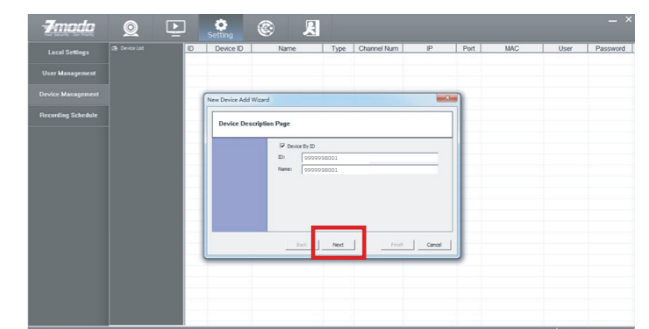 Zmodo
Setting
Local Settings
User Management
Device Management
Recording Schedule
Device List
ID Device ID Name Type Channel Num IP Port MAC User Password
New Device Add Wizard
Device Description Page
Device By ID
ID: 9999998001
Name: 9999998001
Back Next Finish Cancel